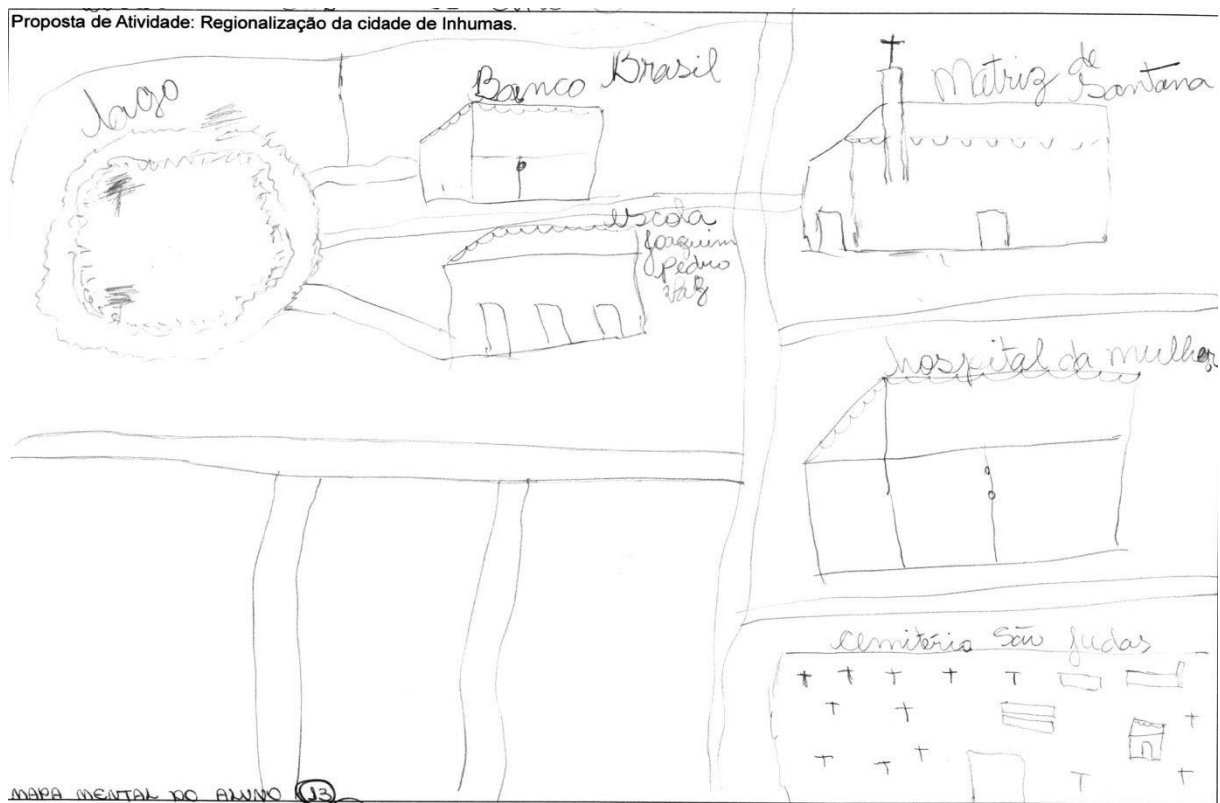 Proposta de Atividade: Regionalização da cidade de Inhumas.
lago
Banco Brasil
Matriz de
Santana
escola
Joaquim
Pedro
Vaz
hospital da mulher
cemitério São Judas
MAPA MENTAL DO ALUNO 13